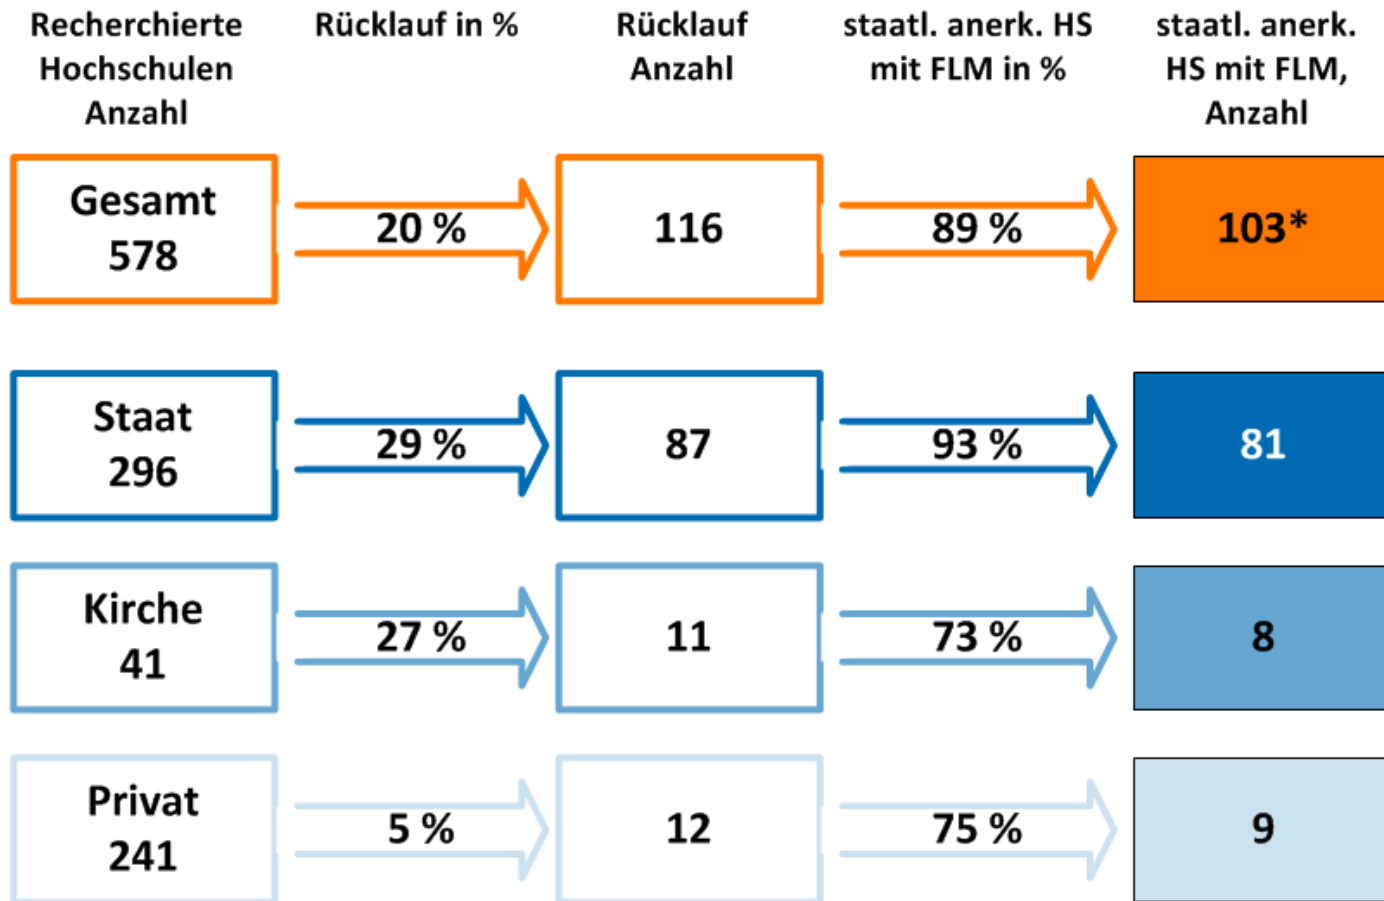 Recherchierte
Hochschulen
Anzahl
Rücklauf in %
Rücklauf
Anzahl
staatl. anerk. HS
mit FLM in %
staatl. anerk.
HS mit FLM,
Anzahl
Gesamt
578
20 %
116
89 %
103*
Staat
296
29 %
87
93 %
81
Kirche
41
27 %
11
73 %
8
Privat
241
5 %
12
75 %
9